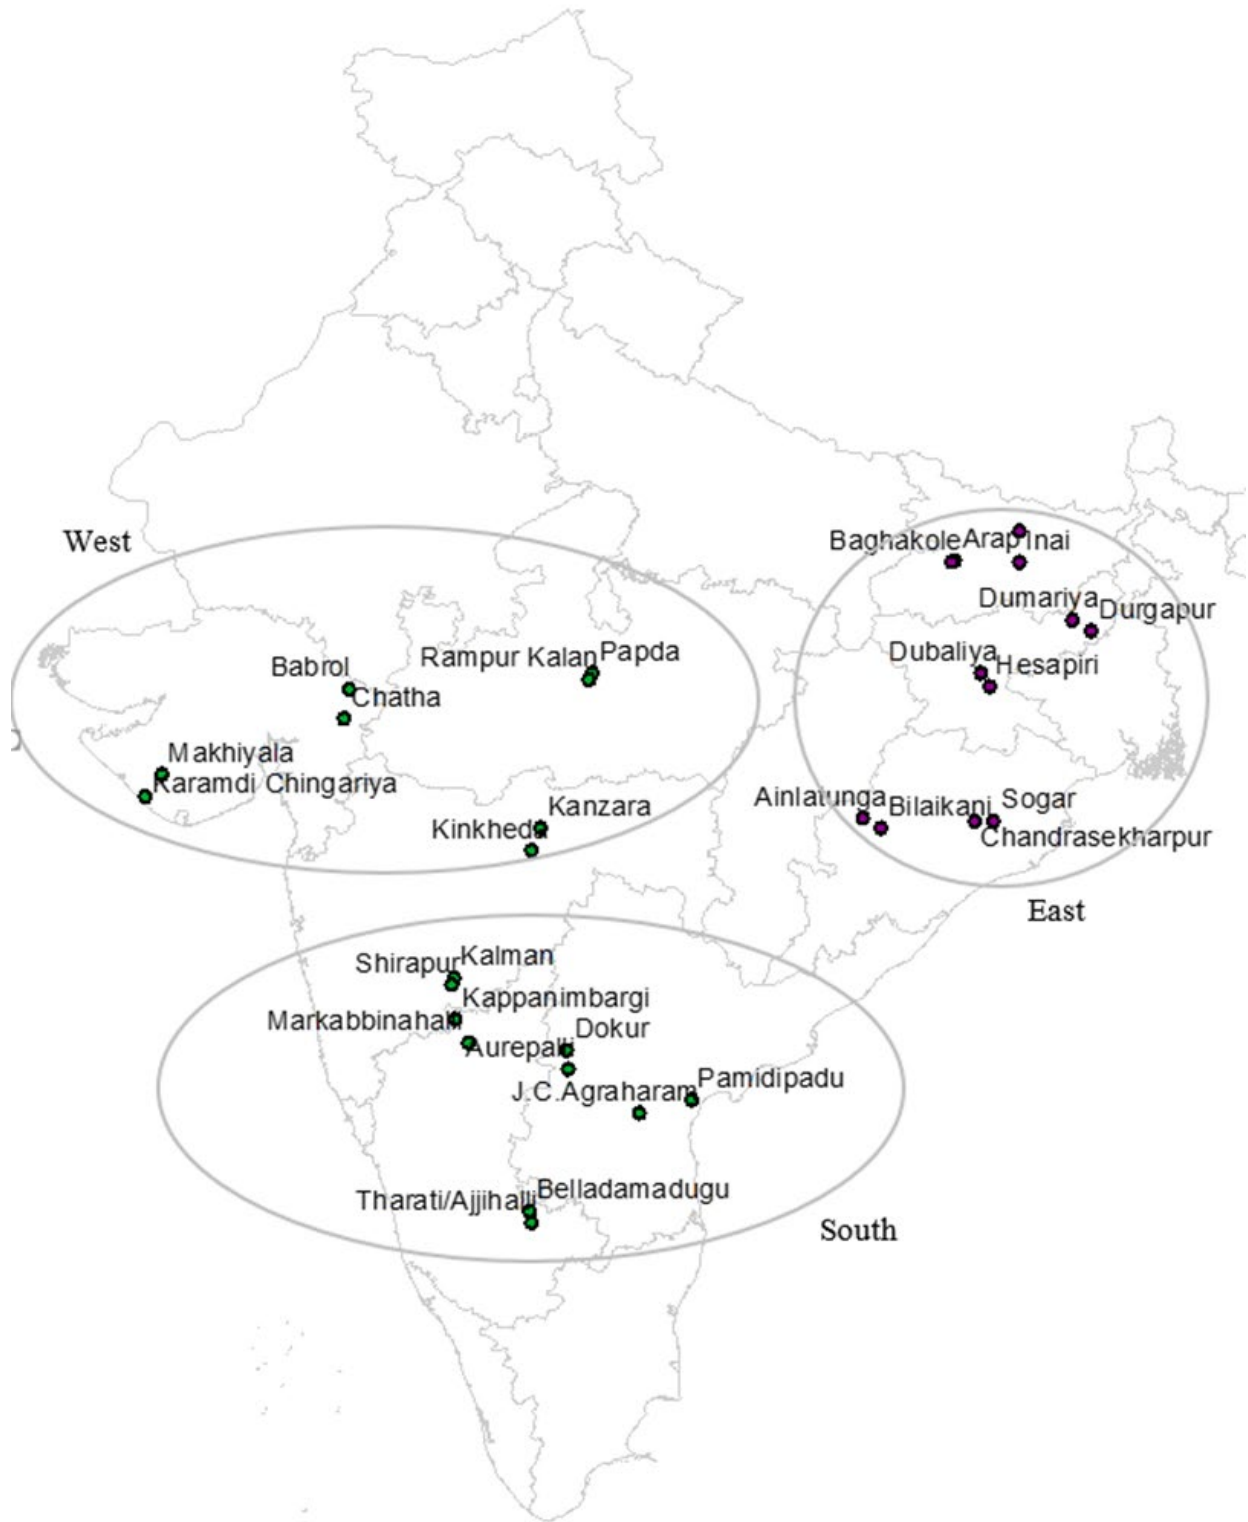 West
Baghakole
Arap
Inai
Dumariya
Durgapur
Babrol
Rampur Kalan
Papda
Dubaliya
Hesapiri
Chatha
Makhiyala
Karamdi Chingariya
Kanzara
Kinkheda
Ainlatunga
Bilaikani
Sogar
Chandrasekharpur
East
Shirapur
Kalman
Kappanimbargi
Markabbinahalli
Dokur
Aurepalli
J.C.Agraharam
Pamidipadu
Tharati/Ajjihalli
Belladamadugu
South